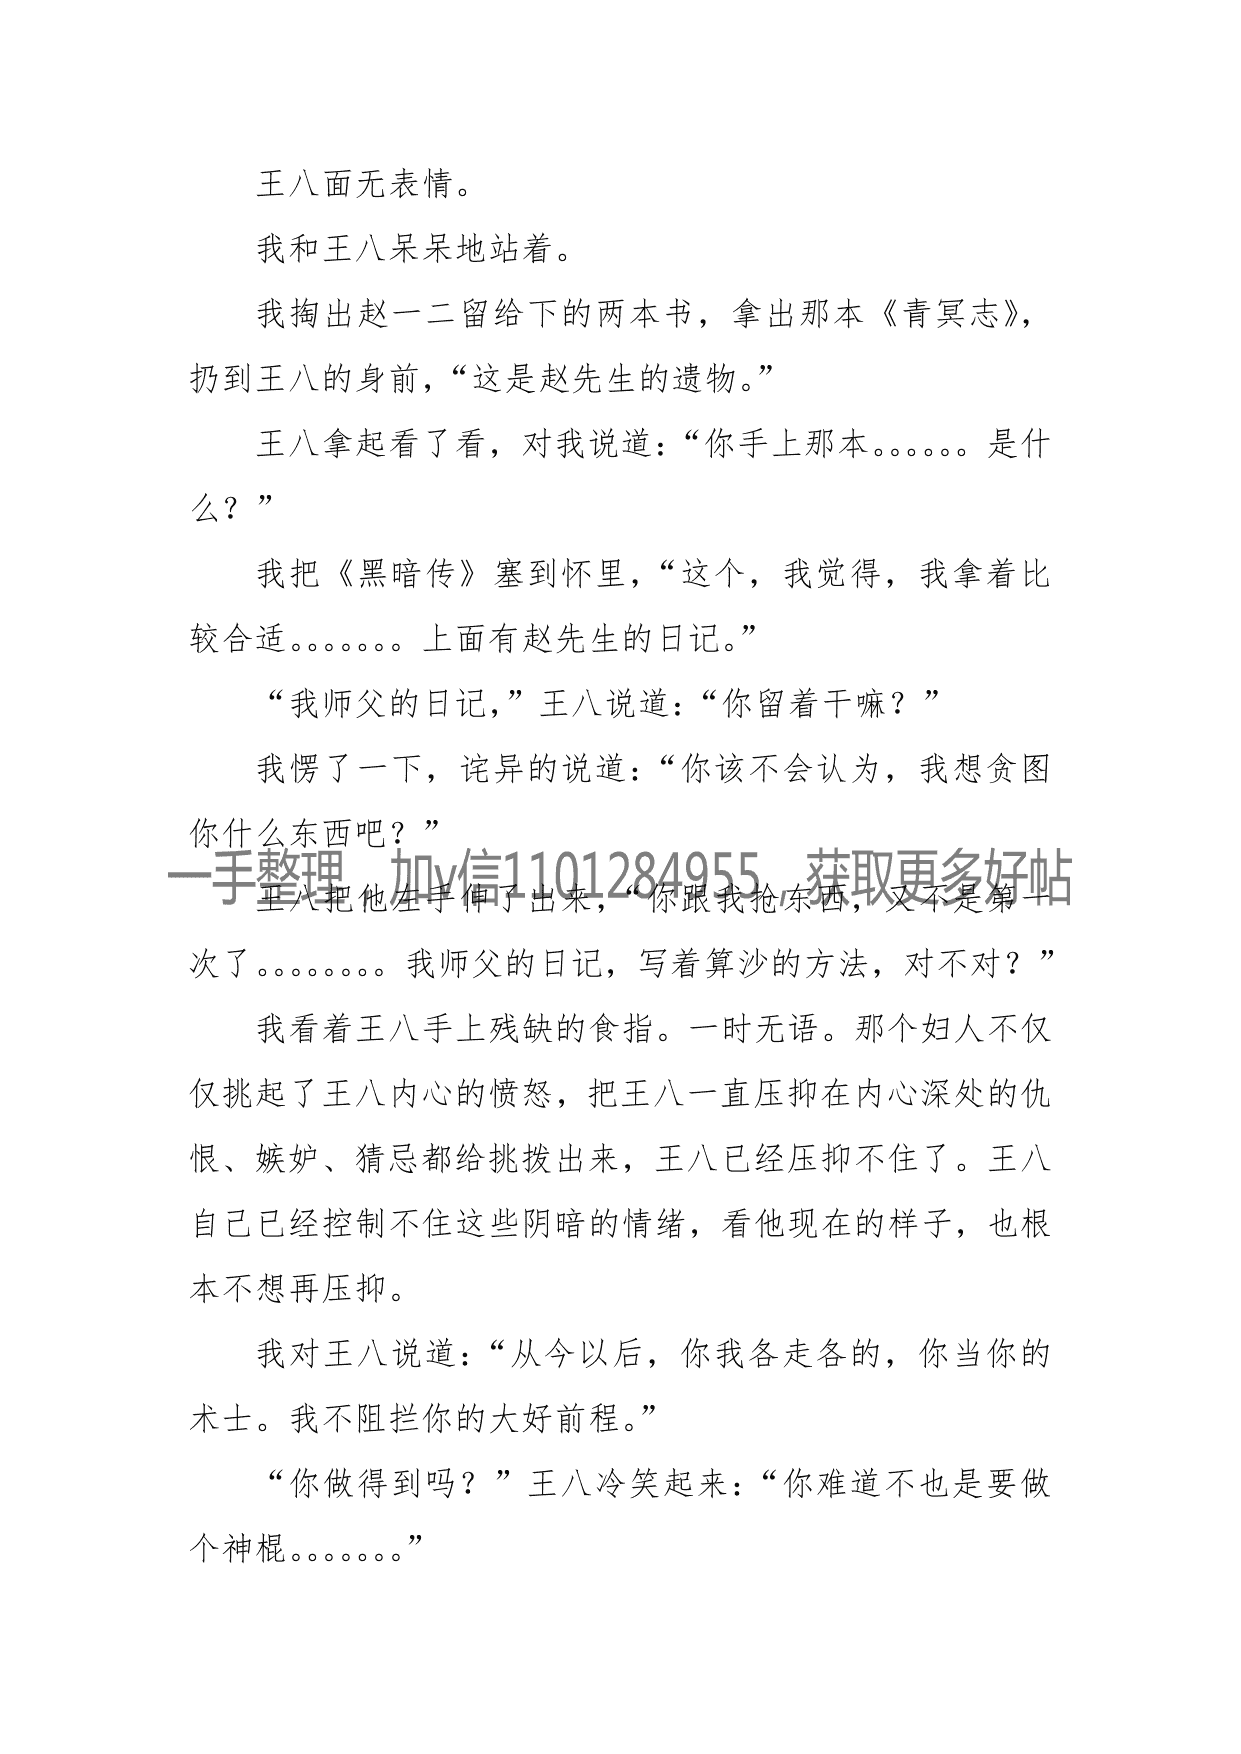 王八面无表情。
我和王八呆呆地站着。
我掏出赵一二留给下的两本书，拿出那本《青冥志》，
扔到王八的身前，“这是赵先生的遗物。”
王八拿起看了看，对我说道：“你手上那本。。。。。。是什
么？”
我把《黑暗传》塞到怀里，“这个，我觉得，我拿着比
较合适。。。。。。。上面有赵先生的日记。”
“我师父的日记，”王八说道：“你留着干嘛？”
我愣了一下，诧异的说道：“你该不会认为，我想贪图
你什么东西吧？”
一手整理，加v信1101284955，获取更多好帖
王八把他左手伸了出来，“你跟我抢东西，又不是第一
次了。。。。。。。。我师父的日记，写着算沙的方法，对不对？”
我看着王八手上残缺的食指。一时无语。那个妇人不仅
仅挑起了王八内心的愤怒，把王八一直压抑在内心深处的仇
恨、嫉妒、猜忌都给挑拨出来，王八已经压抑不住了。王八
自己已经控制不住这些阴暗的情绪，看他现在的样子，也根
本不想再压抑。
我对王八说道：“从今以后，你我各走各的，你当你的
术士。我不阻拦你的大好前程。”
“你做得到吗？”王八冷笑起来：“你难道不也是要做
个神棍。。。。。。。”